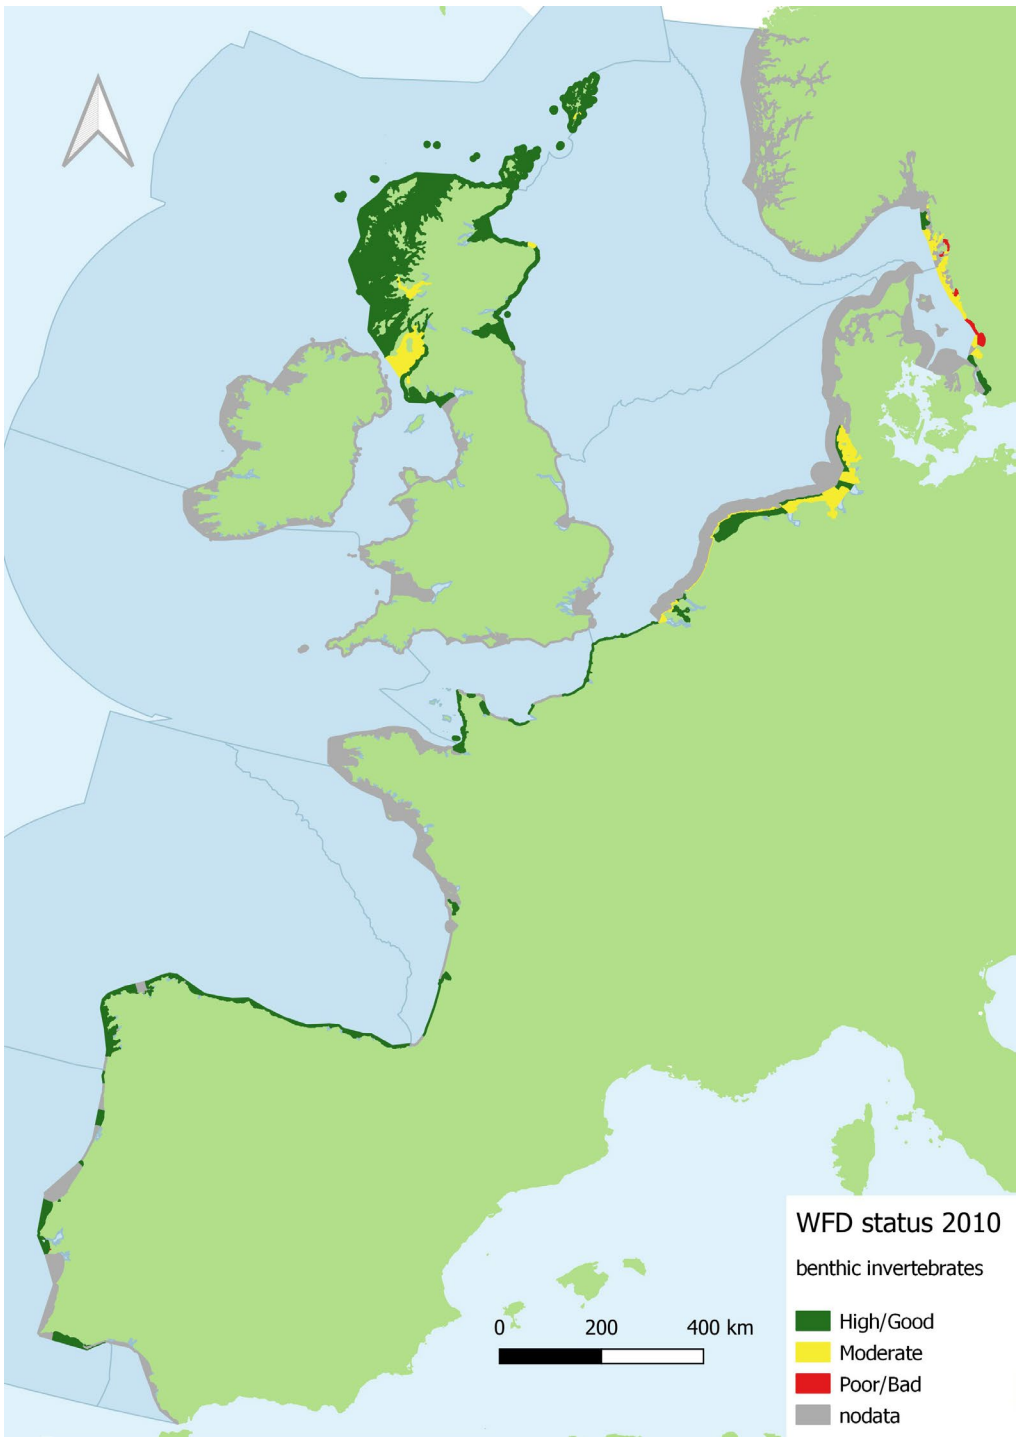 WFD status 2010
benthic invertebrates
High/Good
Moderate
Poor/Bad
nodata
0 200 400 km